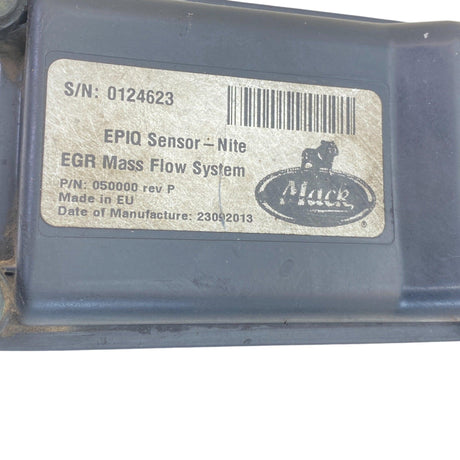 S/N: 0124623
EPIQ Sensor - Nite
EGR Mass Flow System
P/N: 050000 rev P
Made in EU
Date of Manufacture: 23092013
Mack
®